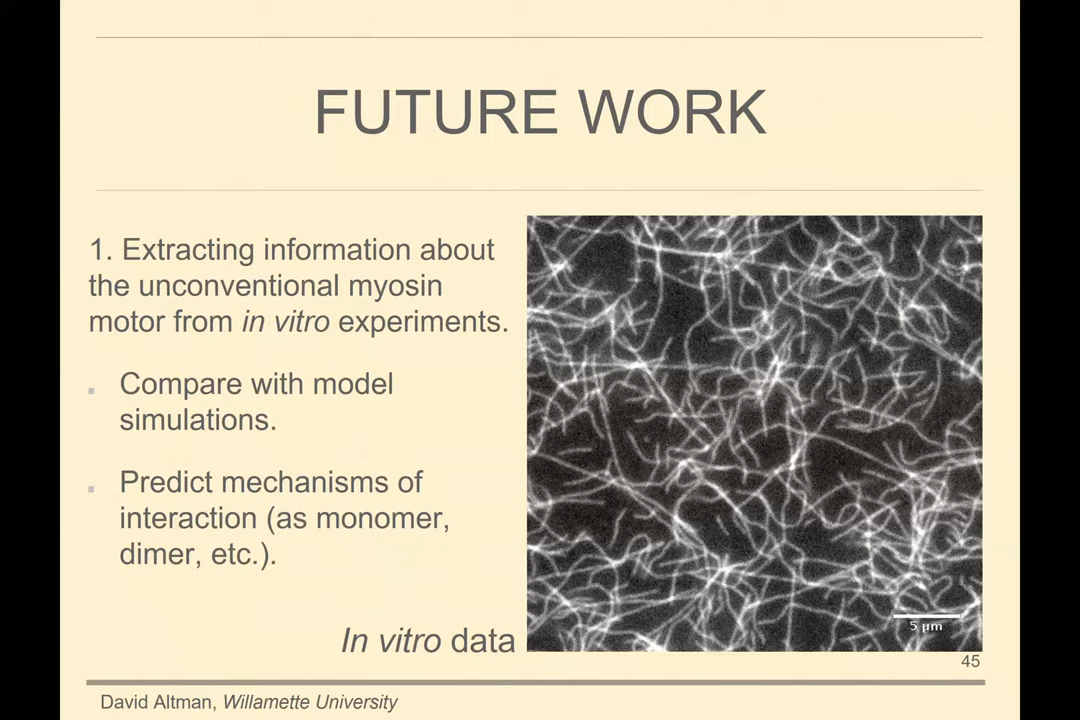 FUTURE WORK
1. Extracting information about
the unconventional myosin
motor from in vitro experiments.
Compare with model
simulations.
Predict mechanisms of
interaction (as monomer,
dimer, etc.).
In vitro data
5 µm
45
David Altman, Willamette University